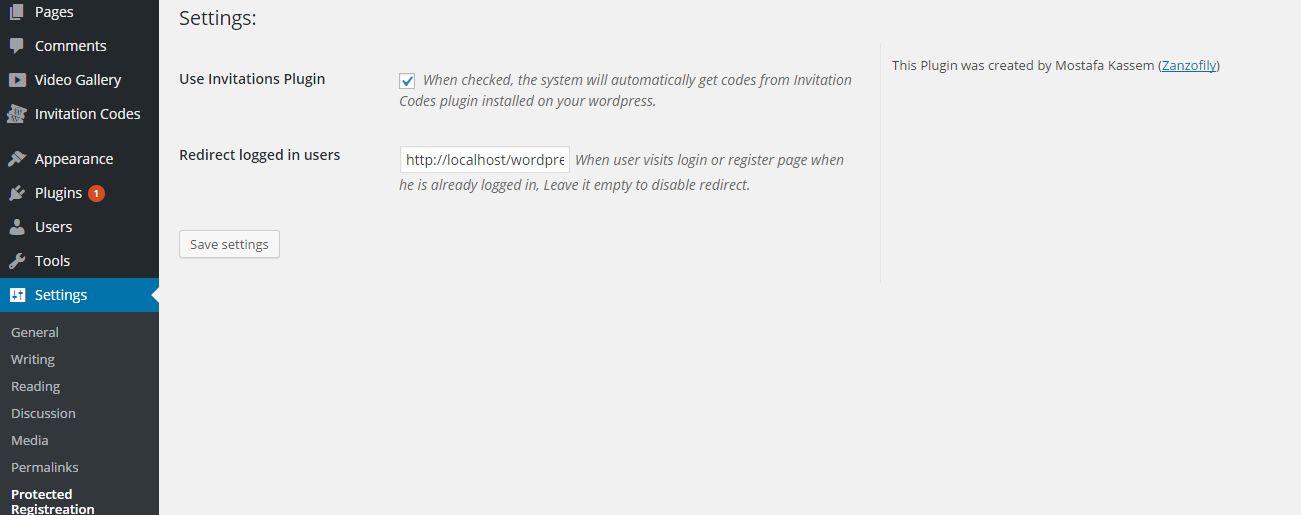 Pages
Comments
Video Gallery
Invitation Codes
Appearance
Plugins 1
Users
Tools
Settings
General
Writing
Reading
Discussion
Media
Permalinks
Protected
Registreation
Settings:
Use Invitations Plugin
When checked, the system will automatically get codes from Invitation
Codes plugin installed on your wordpress.
Redirect logged in users
http://localhost/wordpre When user visits login or register page when
he is already logged in, Leave it empty to disable redirect.
Save settings
This Plugin was created by Mostafa Kassem (Zanzofily)